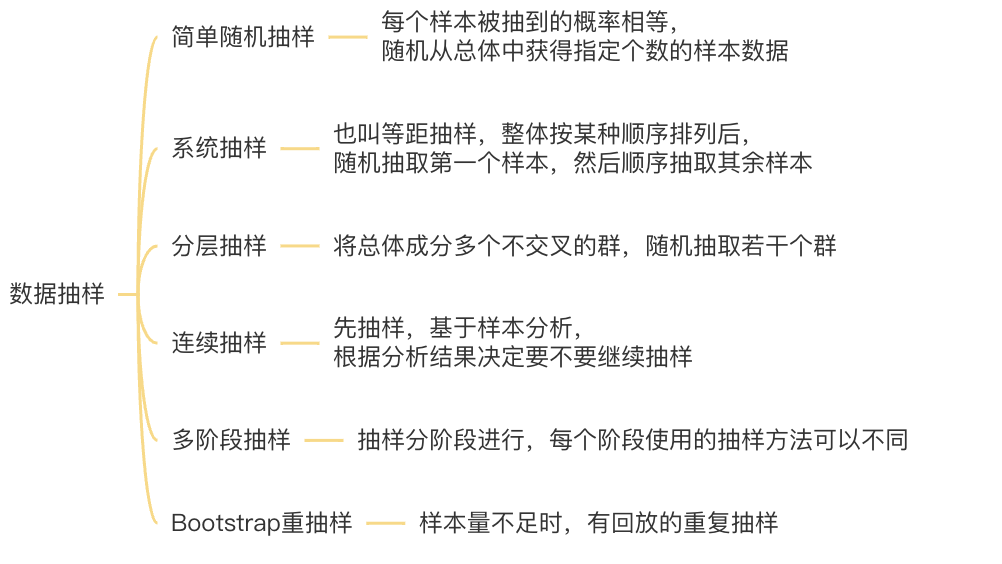 数据抽样
简单随机抽样
每个样本被抽到的概率相等，
随机从总体中获得指定个数的样本数据
系统抽样
也叫等距抽样，整体按某种顺序排列后，
随机抽取第一个样本，然后顺序抽取其余样本
分层抽样
将总体成分多个不交叉的群，随机抽取若干个群
连续抽样
先抽样，基于样本分析，
根据分析结果决定要不要继续抽样
多阶段抽样
抽样分阶段进行，每个阶段使用的抽样方法可以不同
Bootstrap重抽样
样本量不足时，有回放的重复抽样